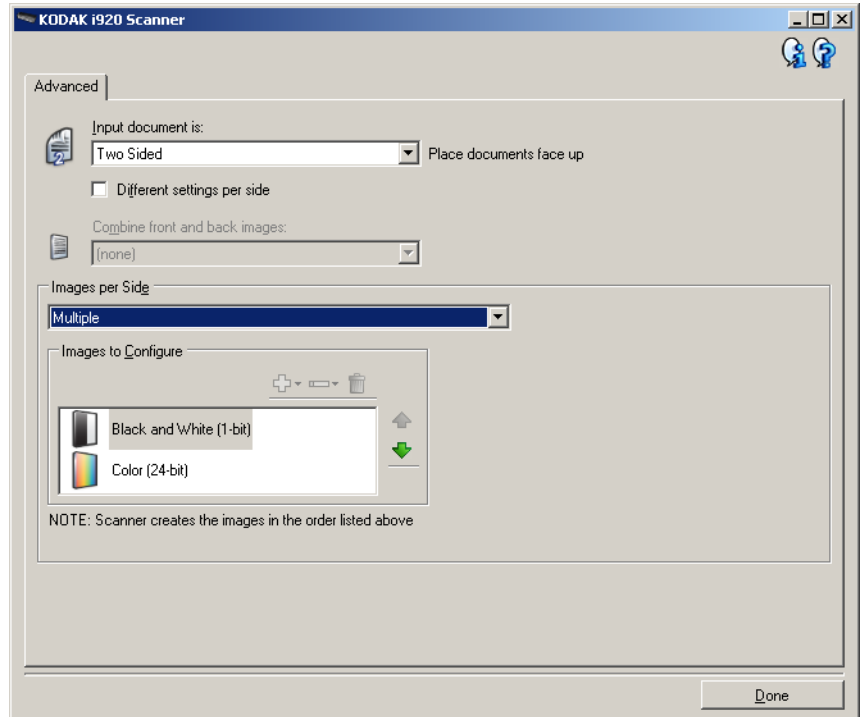 KODAK i920 Scanner
Advanced
Input document is:
Two Sided
Place documents face up
Different settings per side
Combine front and back images:
(none)
Images per Side
Multiple
Images to Configure
Black and White (1-bit)
Color (24-bit)
NOTE: Scanner creates the images in the order listed above
Done